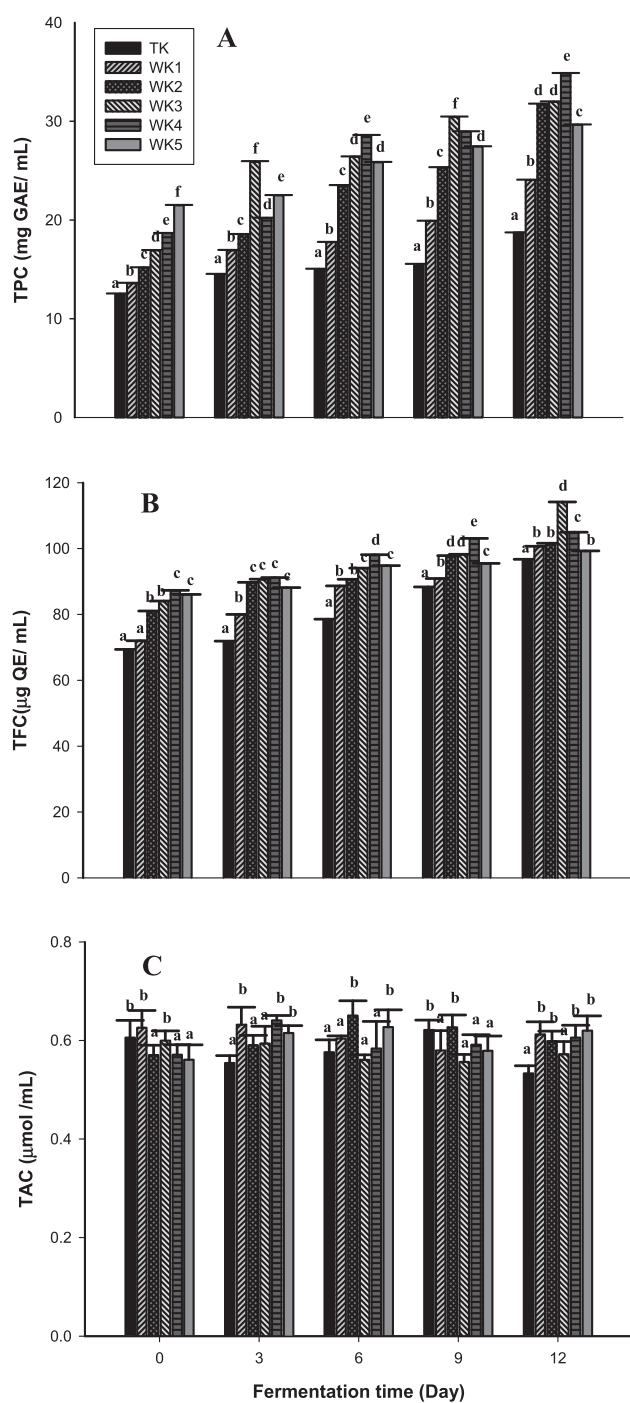 40
30
20
10
0
TPC (mg GAE/ mL)
A
TK
WK1
WK2
WK3
WK4
WK5
a b c d e f
a b c f d e
a b c d e d
a b c f e d
a b d d e c
120
100
80
60
40
20
0
TFC(µg QE/ mL)
B
a a b b c c
a b c c c c
a b b c d c
a b d d e c
a b b d c b
0.8
0.6
0.4
0.2
0.0
TAC (µmol /mL)
C
b b a b a a
a b a a b b
a a b a a b
b a b a a a
a b b a b b
0 3 6 9 12
Fermentation time (Day)